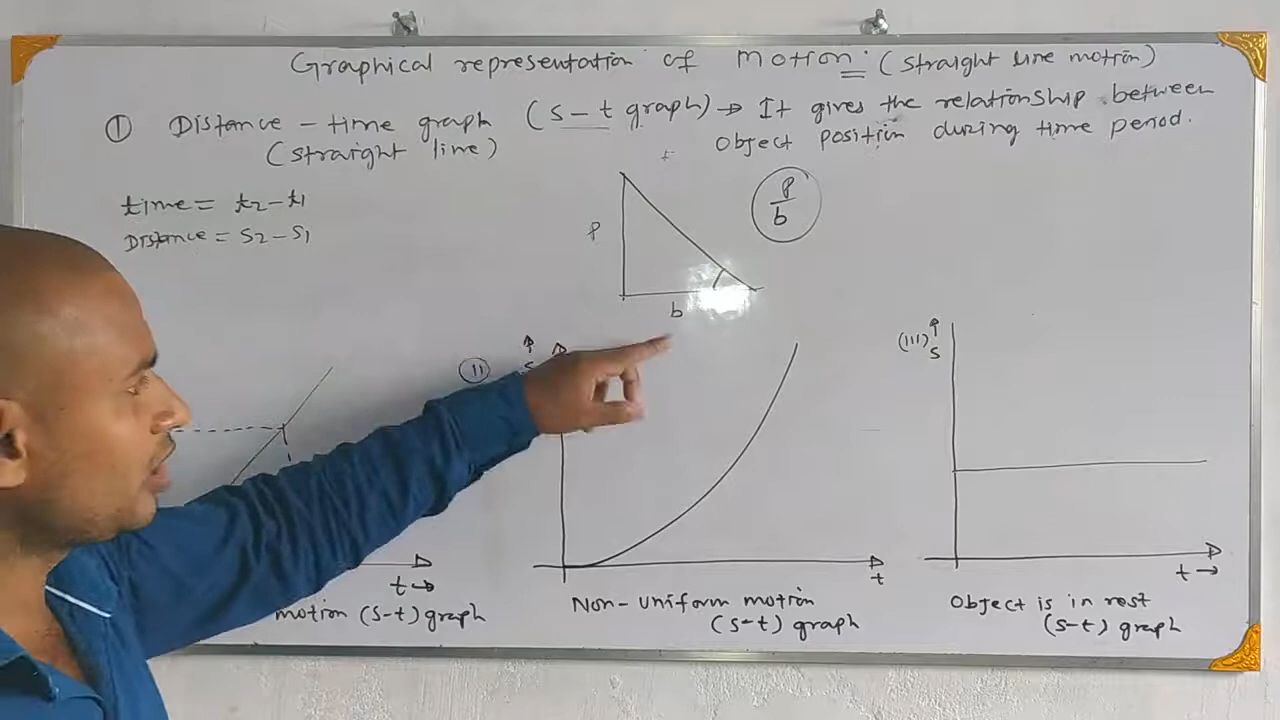 Graphical representation of motion: (straight line motion)
① Distance - time graph (s-t graph) → It gives the relationship between
(straight line)
object position during time period.
time = t2 - t1
Distance = s2 - s1
p
b
p
b
(II)
s
t
Non-Uniform motion
(s-t) graph
(III)
s
t →
Object is in rest
(s-t) graph
t →
motion (s-t) graph